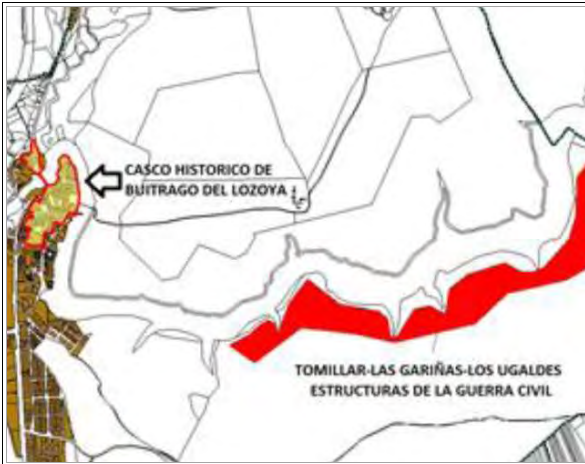 CASCO HISTORICO DE
BUITRAGO DEL LOZOYA
TOMILLAR-LAS GARIÑAS-LOS UGALDES
ESTRUCTURAS DE LA GUERRA CIVIL